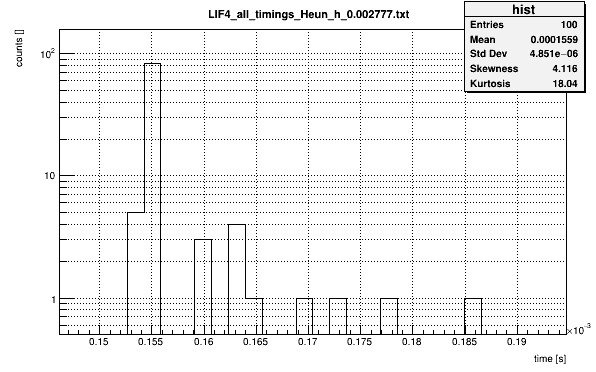 LIF4_all_timings_Heun_h_0.002777.txt
hist
Entries 100
Mean 0.0001559
Std Dev 4.851e−06
Skewness 4.116
Kurtosis 18.04
counts []
10²
10
1
0.15 0.155 0.16 0.165 0.17 0.175 0.18 0.185 0.19
×10⁻³
time [s]